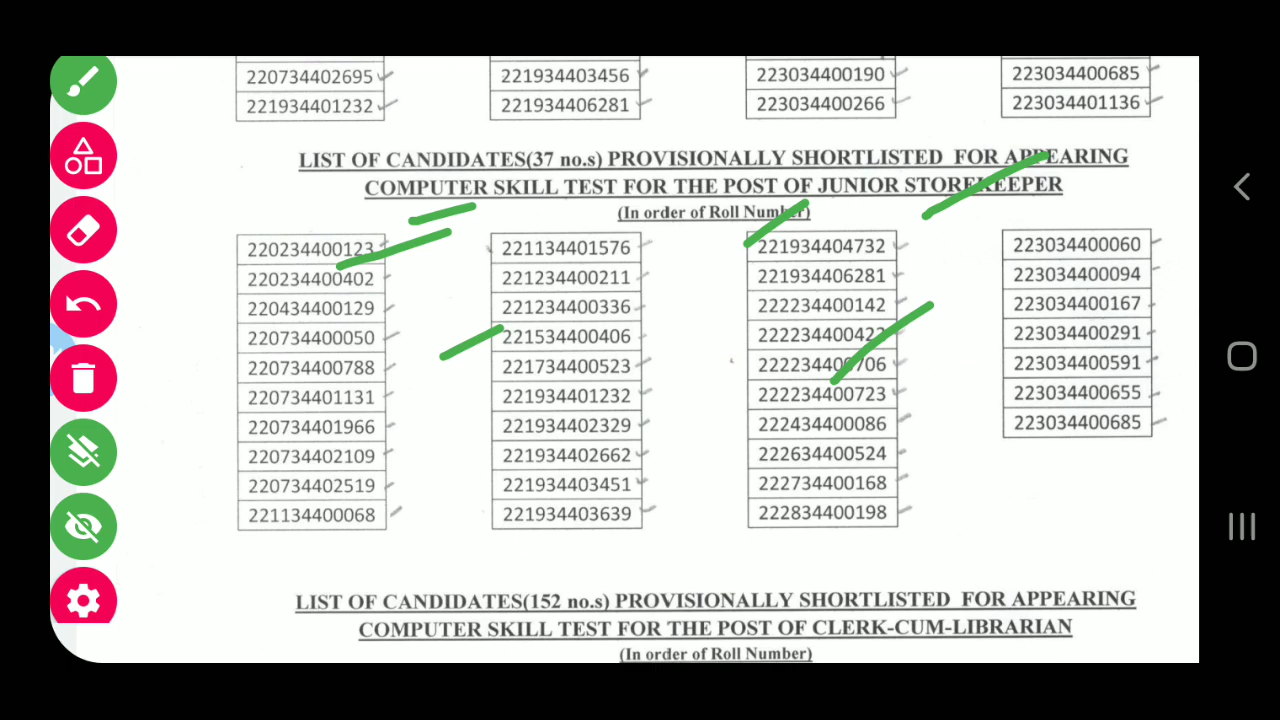 220734402695 221934403456 223034400190 223034400685
221934401232 221934406281 223034400266 223034401136
LIST OF CANDIDATES(37 no.s) PROVISIONALLY SHORTLISTED FOR APPEARING
COMPUTER SKILL TEST FOR THE POST OF JUNIOR STOREKEEPER
(In order of Roll Number)
220234400123 221134401576 221934404732 223034400060
220234400402 221234400211 221934406281 223034400094
220434400129 221234400336 222234400142 223034400167
220734400050 221534400406 222234400422 223034400291
220734400788 221734400523 222234400706 223034400591
220734401131 221934401232 222234400723 223034400655
220734401966 221934402329 222434400086 223034400685
220734402109 221934402662 222634400524
220734402519 221934403451 222734400168
221134400068 221934403639 222834400198
LIST OF CANDIDATES(152 no.s) PROVISIONALLY SHORTLISTED FOR APPEARING
COMPUTER SKILL TEST FOR THE POST OF CLERK-CUM-LIBRARIAN
(In order of Roll Number)